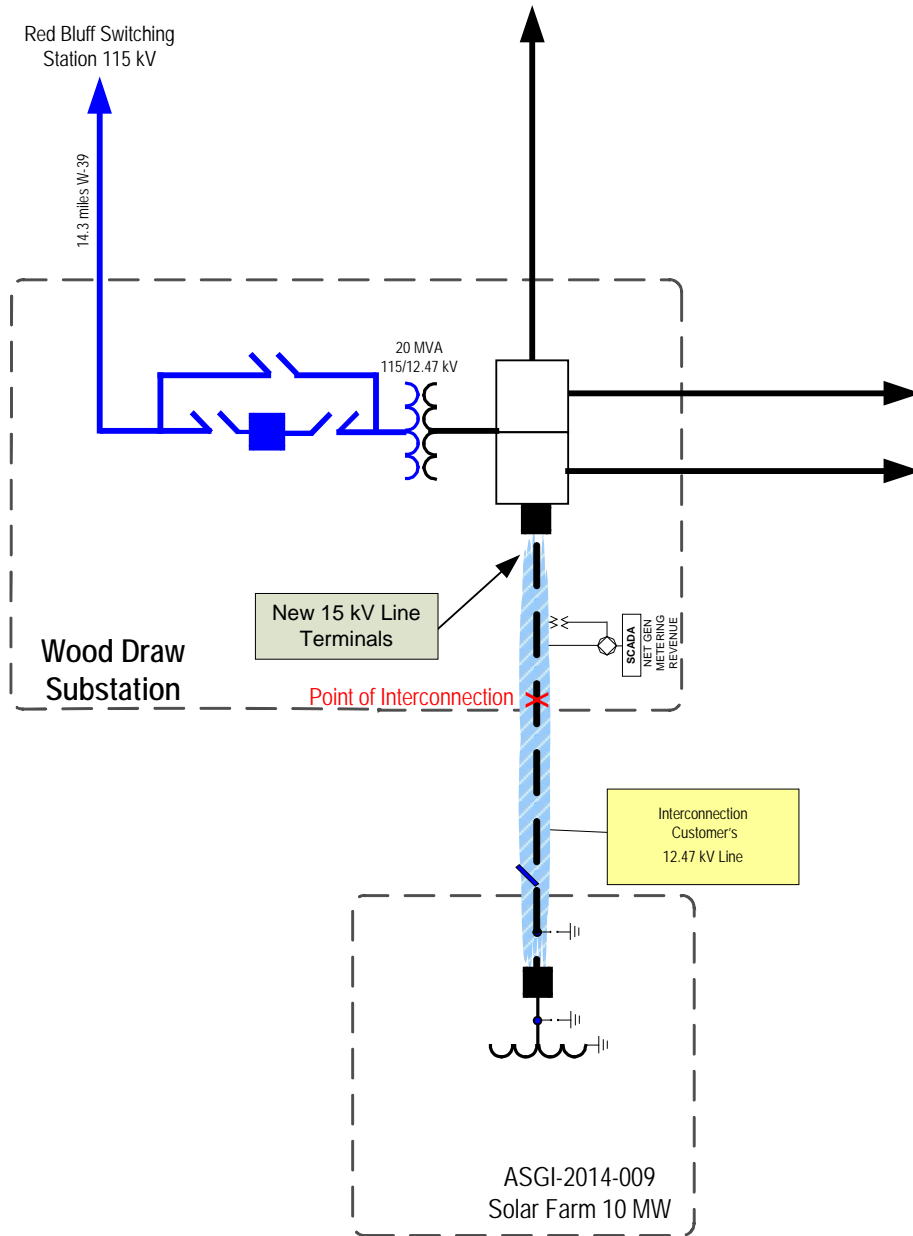 Red Bluff Switching
Station 115 kV
14.3 miles W-39
20 MVA
115/12.47 kV
New 15 kV Line
Terminals
SCADA
NET GEN
METERING
REVENUE
Wood Draw
Substation
Point of Interconnection
Interconnection
Customer's
12.47 kV Line
ASGI-2014-009
Solar Farm 10 MW